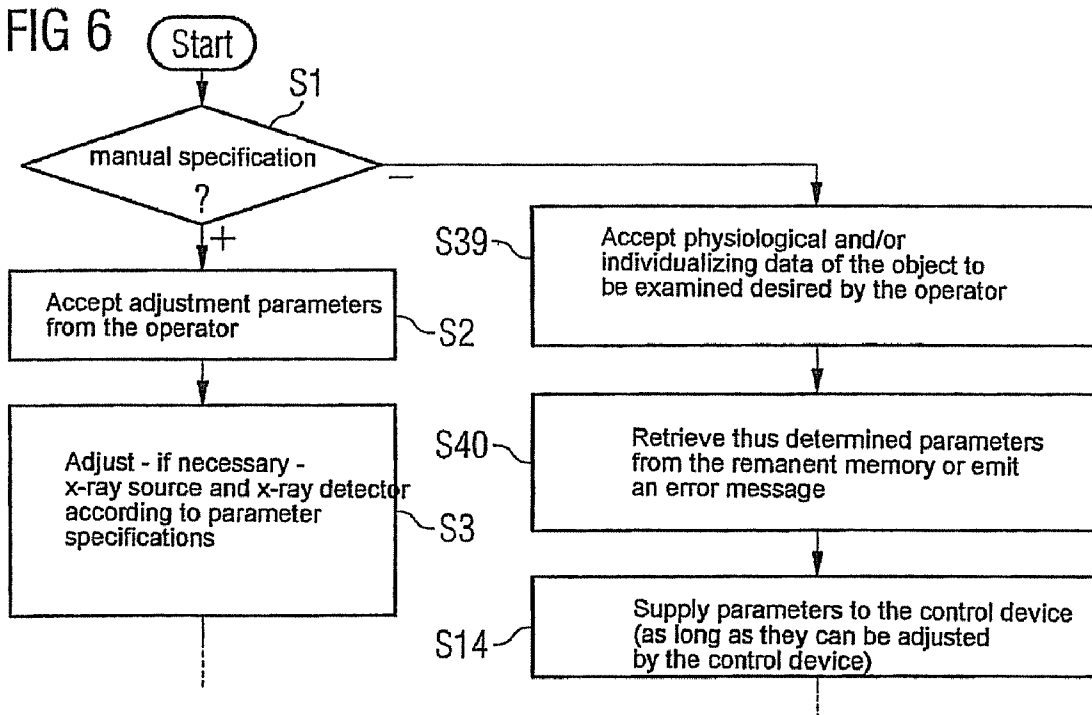 FIG 6
Start
S1
manual specification
?
+
–
Accept adjustment parameters
from the operator
S2
Adjust - if necessary -
x-ray source and x-ray detector
according to parameter
specifications
S3
S39
Accept physiological and/or
individualizing data of the object to
be examined desired by the operator
S40
Retrieve thus determined parameters
from the remanent memory or emit
an error message
S14
Supply parameters to the control device
(as long as they can be adjusted
by the control device)